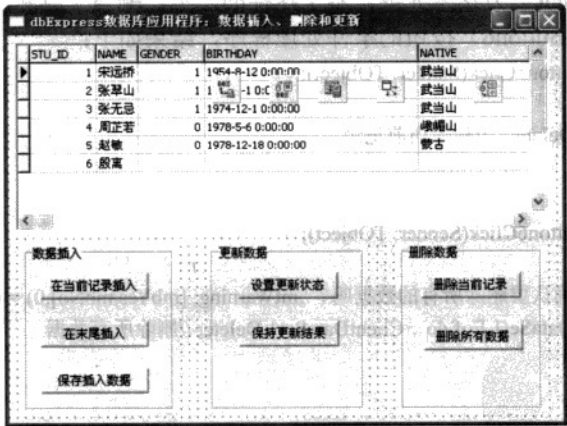 dbExpress数据库应用程序：数据插入、删除和更新
STU_ID NAME GENDER BIRTHDAY NATIVE
1 宋远桥 1 1954-8-12 0:00:00 武当山
2 张翠山 1 武当山
3 张无忌 1 1974-12-1 0:00:00 武当山
4 周芷若 0 1978-5-6 0:00:00 峨嵋山
5 赵敏 0 1978-12-18 0:00:00 蒙古
6 殷离
数据插入 更新数据 删除数据
在当前记录插入 设置更新状态 删除当前记录
在末尾插入 保持更新结果 删除所有数据
保存插入数据